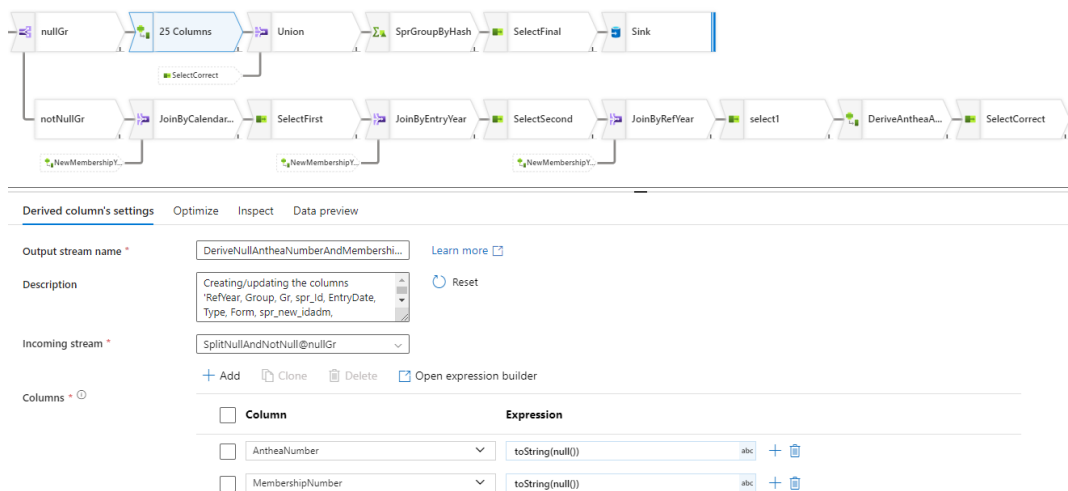 nullGr
25 Columns
Union
SprGroupByHash
SelectFinal
Sink
SelectCorrect
notNullGr
JoinByCalendar...
SelectFirst
JoinByEntryYear
SelectSecond
JoinByRefYear
select1
DeriveAntheaA...
SelectCorrect
NewMembershipY...
NewMembershipY...
NewMembershipY...
Derived column's settings Optimize Inspect Data preview
Output stream name *
DeriveNullAntheaNumberAndMembershi...
Learn more
Description
Creating/updating the columns
'RefYear, Group, Gr, spr_Id, EntryDate,
Type, Form, spr_new_idadm,
Reset
Incoming stream *
SplitNullAndNotNull@nullGr
Add Clone Delete Open expression builder
Columns *
Column Expression
AntheaNumber toString(null()) abc
MembershipNumber toString(null()) abc